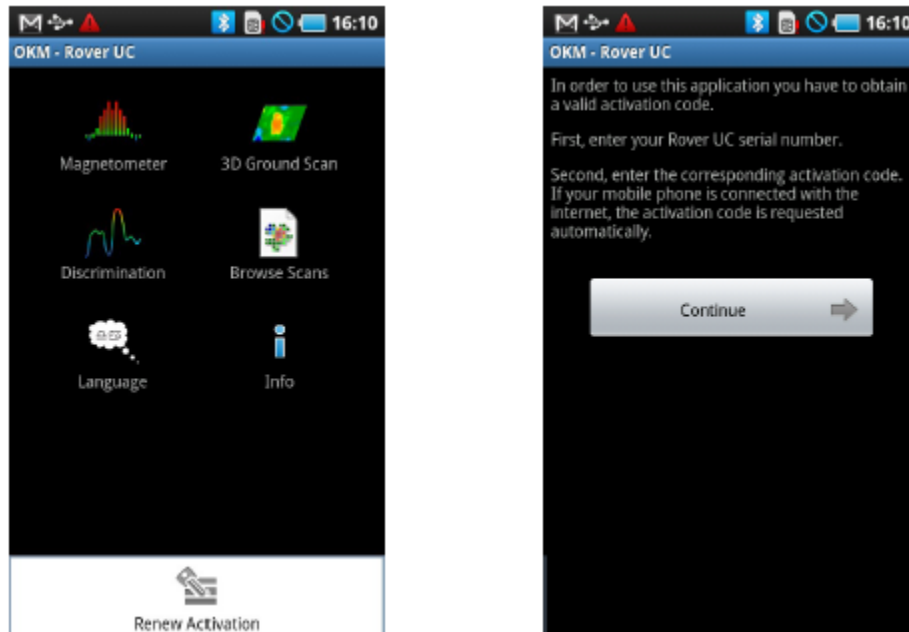 16:10
OKM - Rover UC
Magnetometer
3D Ground Scan
Discrimination
Browse Scans
Language
Info
Renew Activation
16:10
OKM - Rover UC
In order to use this application you have to obtain
a valid activation code.
First, enter your Rover UC serial number.
Second, enter the corresponding activation code.
If your mobile phone is connected with the
internet, the activation code is requested
automatically.
Continue